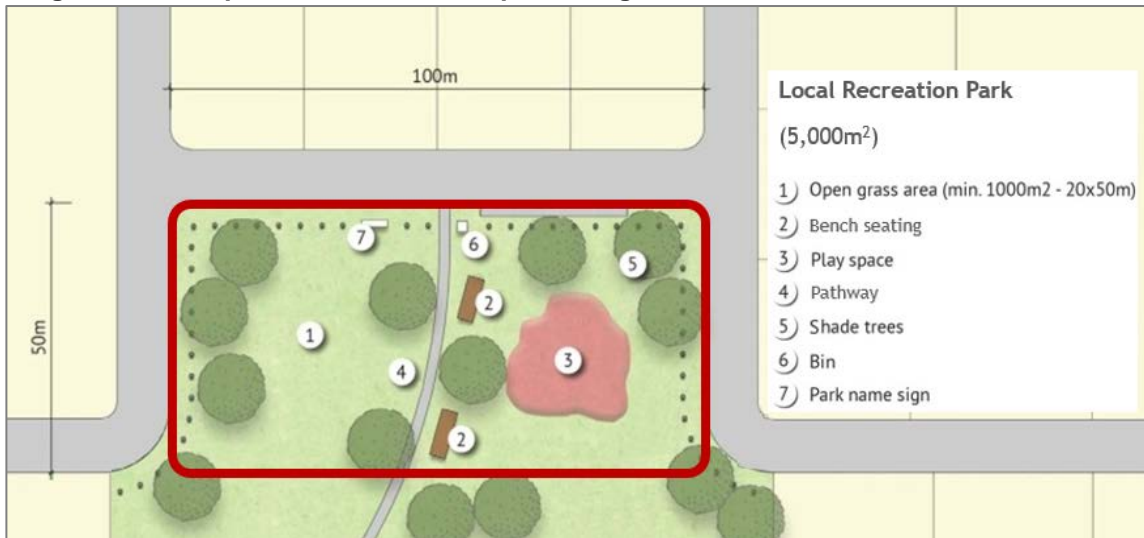 100m
50m
Local Recreation Park
(5,000m²)
1 Open grass area (min. 1000m2 - 20x50m)
2 Bench seating
3 Play space
4 Pathway
5 Shade trees
6 Bin
7 Park name sign
7
6
5
2
1
3
4
2